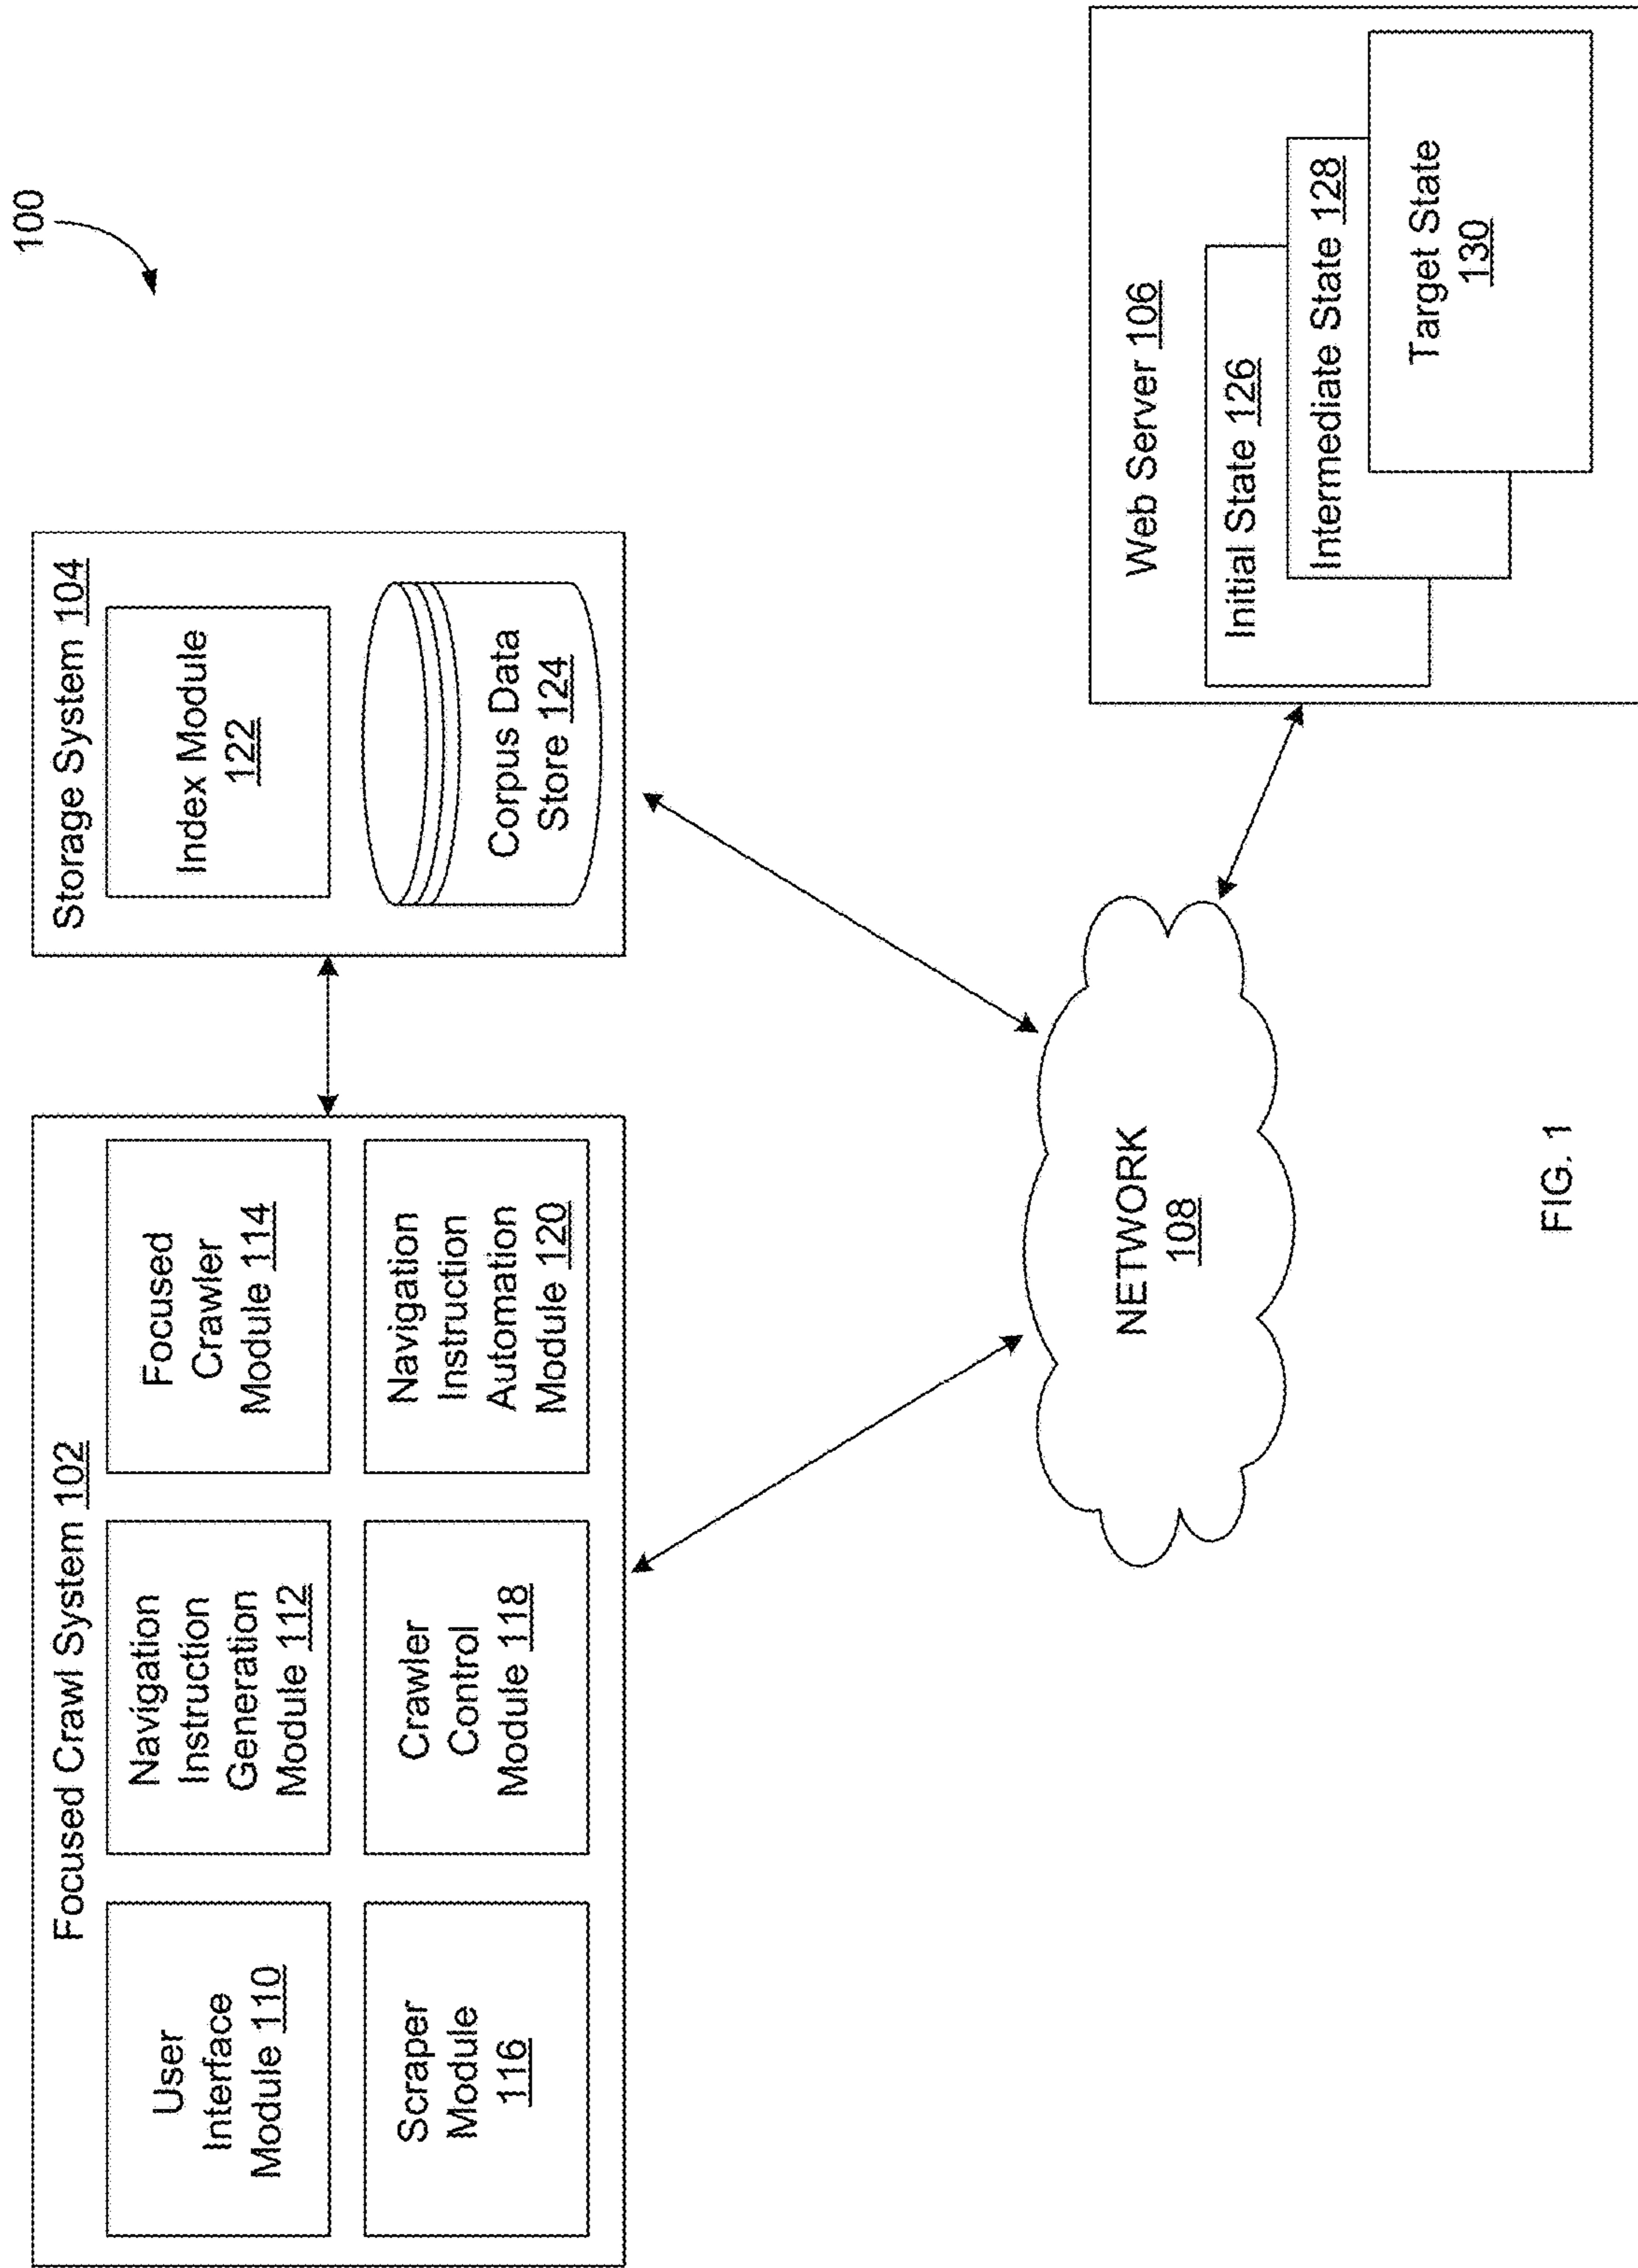 100
Focused Crawl System 102
User
Interface
Module 110
Navigation
Instruction
Generation
Module 112
Focused
Crawler
Module 114
Scraper
Module
116
Crawler
Control
Module 118
Navigation
Instruction
Automation
Module 120
Storage System 104
Index Module
122
Corpus Data
Store 124
NETWORK
108
Web Server 106
Initial State 126
Intermediate State 128
Target State
130
FIG. 1